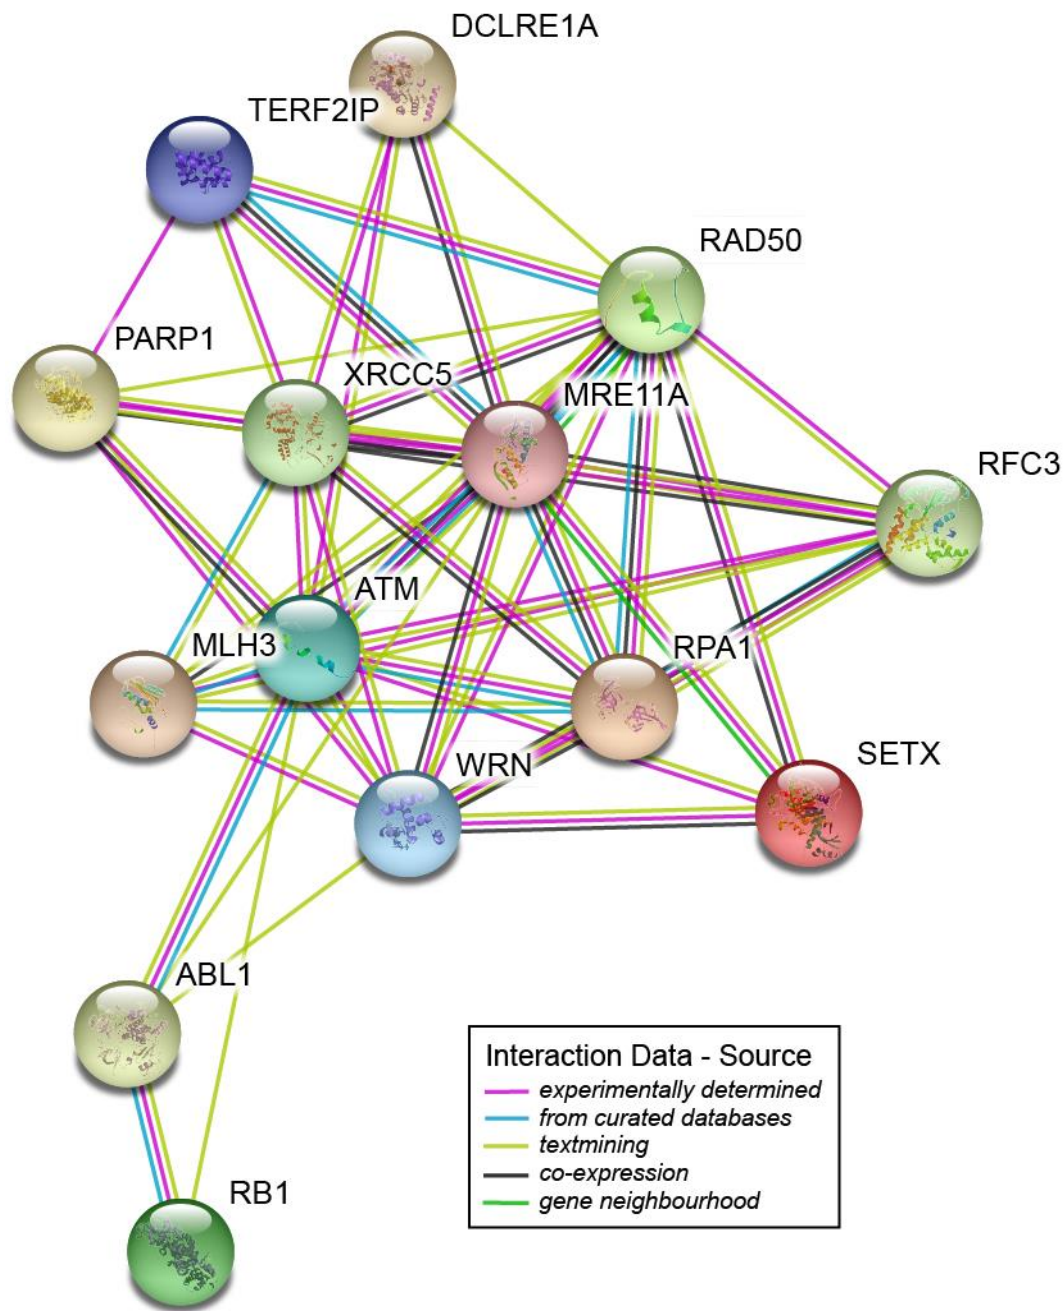 DCLRE1A
TERF2IP
RAD50
PARP1
XRCC5
MRE11A
RFC3
ATM
MLH3
RPA1
WRN
SETX
ABL1
RB1
Interaction Data - Source
experimentally determined
from curated databases
textmining
co-expression
gene neighbourhood